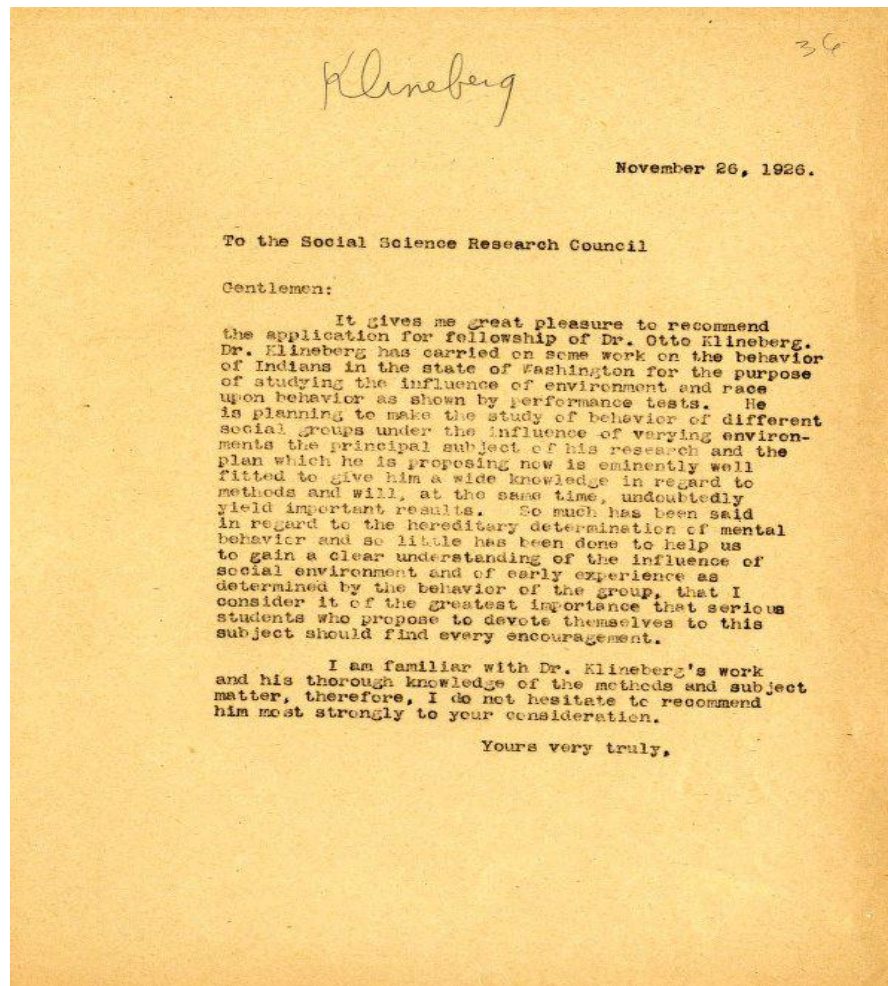 36
Klineberg
November 26, 1926.
To the Social Science Research Council
Gentlemen:
It gives me great pleasure to recommend
the application for fellowship of Dr. Otto Klineberg.
Dr. Klineberg has carried on some work on the behavior
of Indians in the state of Washington for the purpose
of studying the influence of environment and race
upon behavior as shown by performance tests. He
is planning to make the study of behavior of different
social groups under the influence of varying environ-
ments the principal subject of his research and the
plan which he is proposing now is eminently well
fitted to give him a wide knowledge in regard to
methods and will, at the same time, undoubtedly
yield important results. So much has been said
in regard to the hereditary determination of mental
behavior and so little has been done to help us
to gain a clear understanding of the influence of
social environment and of early experience as
determined by the behavior of the group, that I
consider it of the greatest importance that serious
students who propose to devote themselves to this
subject should find every encouragement.
I am familiar with Dr. Klineberg's work
and his thorough knowledge of the methods and subject
matter, therefore, I do not hesitate to recommend
him most strongly to your consideration.
Yours very truly,